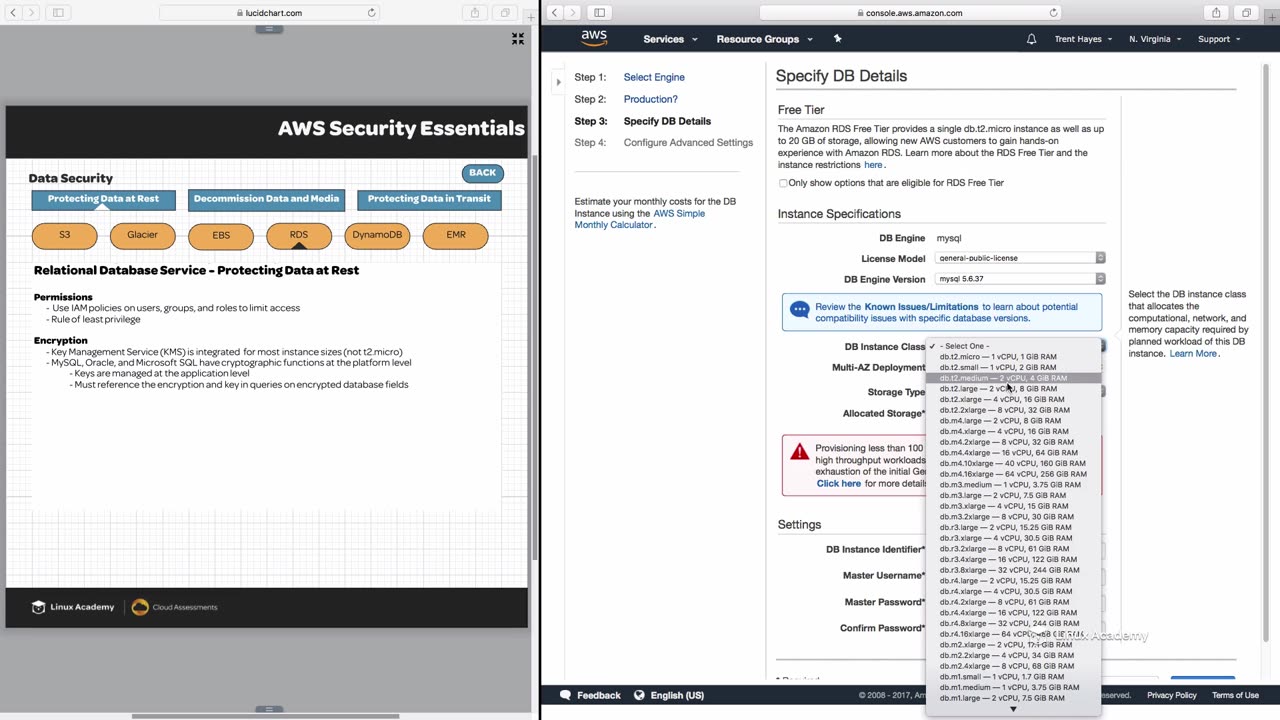 lucidchart.com
console.aws.amazon.com
AWS Security Essentials
BACK
Data Security
Protecting Data at Rest
Decommission Data and Media
Protecting Data in Transit
S3
Glacier
EBS
RDS
DynamoDB
EMR
Relational Database Service - Protecting Data at Rest
Permissions
- Use IAM policies on users, groups, and roles to limit access
- Rule of least privilege
Encryption
- Key Management Service (KMS) is integrated for most instance sizes (not t2.micro)
- MySQL, Oracle, and Microsoft SQL have cryptographic functions at the platform level
- Keys are managed at the application level
- Must reference the encryption and key in queries on encrypted database fields
Linux Academy
Cloud Assessments
aws
Services
Resource Groups
Trent Hayes
N. Virginia
Support
Step 1: Select Engine
Step 2: Production?
Step 3: Specify DB Details
Step 4: Configure Advanced Settings
Estimate your monthly costs for the DB
Instance using the AWS Simple
Monthly Calculator.
Specify DB Details
Free Tier
The Amazon RDS Free Tier provides a single db.t2.micro instance as well as up
to 20 GB of storage, allowing new AWS customers to gain hands-on
experience with Amazon RDS. Learn more about the RDS Free Tier and the
instance restrictions here.
Only show options that are eligible for RDS Free Tier
Instance Specifications
DB Engine mysql
License Model general-public-license
DB Engine Version mysql 5.6.37
Review the Known Issues/Limitations to learn about potential
compatibility issues with specific database versions.
DB Instance Class
Multi-AZ Deployment
Storage Type
Allocated Storage*
Provisioning less than 100
high throughput workloads
exhaustion of the initial Ge
Click here for more details
Settings
DB Instance Identifier*
Master Username*
Master Password*
Confirm Password*
✓ - Select One -
db.t2.micro — 1 vCPU, 1 GiB RAM
db.t2.small — 1 vCPU, 2 GiB RAM
db.t2.medium — 2 vCPU, 4 GiB RAM
db.t2.large — 2 vCPU, 8 GiB RAM
db.t2.xlarge — 4 vCPU, 16 GiB RAM
db.t2.2xlarge — 8 vCPU, 32 GiB RAM
db.m4.large — 2 vCPU, 8 GiB RAM
db.m4.xlarge — 4 vCPU, 16 GiB RAM
db.m4.2xlarge — 8 vCPU, 32 GiB RAM
db.m4.4xlarge — 16 vCPU, 64 GiB RAM
db.m4.10xlarge — 40 vCPU, 160 GiB RAM
db.m4.16xlarge — 64 vCPU, 256 GiB RAM
db.m3.medium — 1 vCPU, 3.75 GiB RAM
db.m3.large — 2 vCPU, 7.5 GiB RAM
db.m3.xlarge — 4 vCPU, 15 GiB RAM
db.m3.2xlarge — 8 vCPU, 30 GiB RAM
db.r3.large — 2 vCPU, 15.25 GiB RAM
db.r3.xlarge — 4 vCPU, 30.5 GiB RAM
db.r3.2xlarge — 8 vCPU, 61 GiB RAM
db.r3.4xlarge — 16 vCPU, 122 GiB RAM
db.r3.8xlarge — 32 vCPU, 244 GiB RAM
db.r4.large — 2 vCPU, 15.25 GiB RAM
db.r4.xlarge — 4 vCPU, 30.5 GiB RAM
db.r4.2xlarge — 8 vCPU, 61 GiB RAM
db.r4.4xlarge — 16 vCPU, 122 GiB RAM
db.r4.8xlarge — 32 vCPU, 244 GiB RAM
db.r4.16xlarge — 64 vCPU, RAM
db.m2.xlarge — 2 vCPU, GiB RAM
db.m2.2xlarge — 4 vCPU, 34 GiB RAM
db.m2.4xlarge — 8 vCPU, 68 GiB RAM
db.m1.small — 1 vCPU, 1.7 GiB RAM
db.m1.medium — 1 vCPU, 3.75 GiB RAM
db.m1.large — 2 vCPU, 7.5 GiB RAM
Select the DB instance class
that allocates the
computational, network, and
memory capacity required by
planned workload of this DB
instance. Learn More.
Linux Academy
Feedback
English (US)
© 2008 - 2017, Am
eserved.
Privacy Policy
Terms of Use